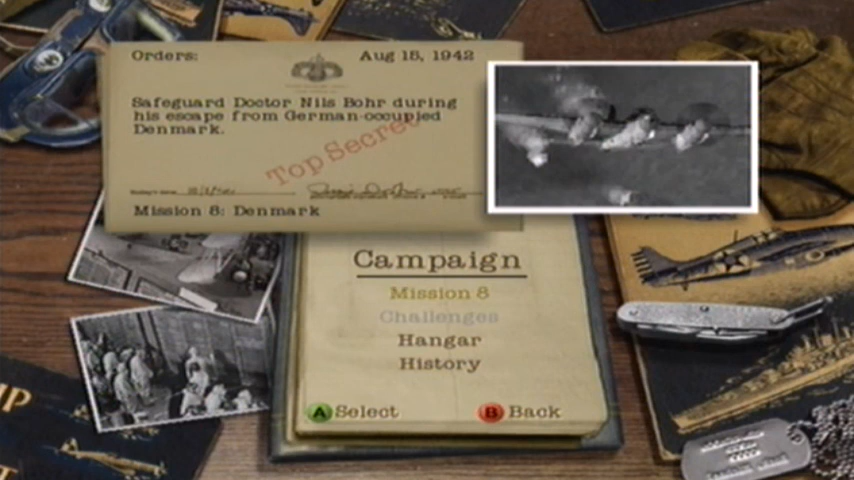 Orders:
Aug 15, 1942
Safeguard Doctor Nils Bohr during
his escape from German-occupied
Denmark.
Top Secret
Mission 8: Denmark
Campaign
Mission 8
Challenges
Hangar
History
A Select
B Back